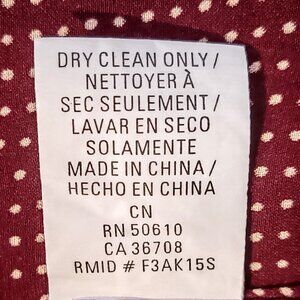 DRY CLEAN ONLY /
NETTOYER À
SEC SEULEMENT /
LAVAR EN SECO
SOLAMENTE
MADE IN CHINA /
HECHO EN CHINA
CN
RN 50610
CA 36708
RMID # F3AK15S